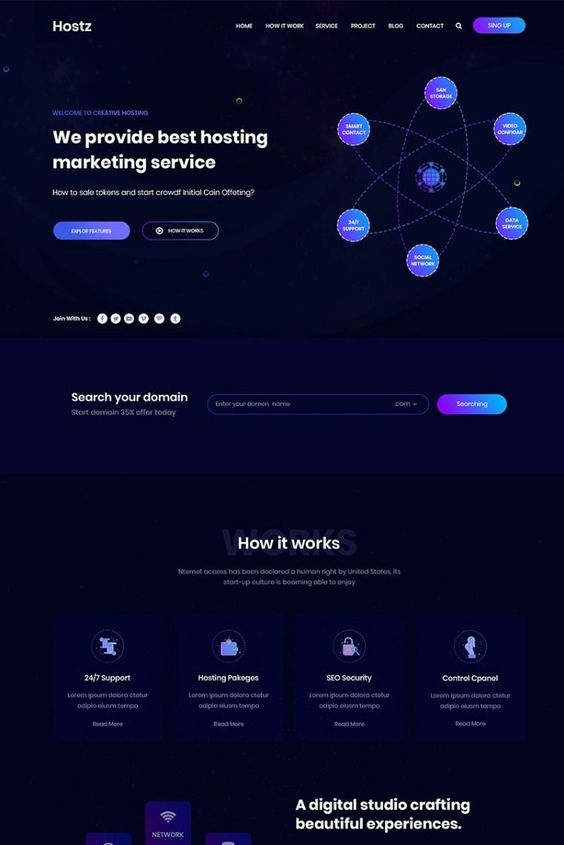 Hostz
HOME HOW IT WORK SERVICE PROJECT BLOG CONTACT SING UP
WELCOME TO CREATIVE HOSTING
We provide best hosting
marketing service
How to sale tokens and start crowdf Initial Coin Offeting?
EXPLOR FEATURES HOW IT WORKS
SAN
STORAGE
SMART
CONTACT
VIDEO
CONFIGAR
24/7
SUPPORT
DATA
SERVICE
SOCIAL
NETWORK
Join With Us :
Search your domain
Start domain 35% offer today
Enter your domen name .com
Searching
WORKS
How it works
Nternet access has been declared a human right by United States, Its
start-up culture is booming able to enjoy
24/7 Support
Lorem ipsum dolora ctetur
adipio eiusm tempo
Read More
Hosting Pakeges
Lorem ipsum dolora ctetur
adipio eiusm tempo
Read More
SEO Security
Lorem ipsum dolora ctetur
adipio eiusm tempo
Read More
Control Cpanel
Lorem ipsum dolora ctetur
adipio eiusm tempo
Read More
NETWORK
A digital studio crafting
beautiful experiences.